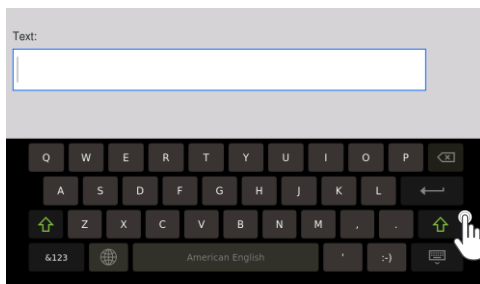 Text:
Q W E R T Y U I O P
A S D F G H J K L
Z X C V B N M , .
&123 American English ' :-)